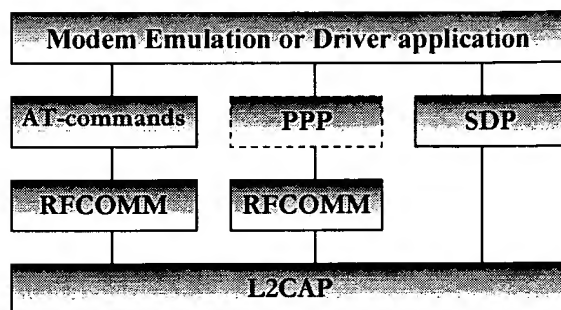 Modem Emulation or Driver application
AT-commands PPP SDP
RFCOMM RFCOMM
L2CAP